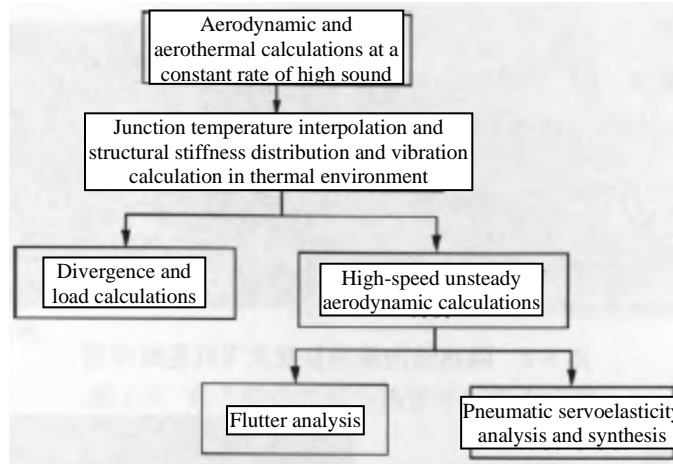 Aerodynamic and
aerothermal calculations at a
constant rate of high sound
Junction temperature interpolation and
structural stiffness distribution and vibration
calculation in thermal environment
Divergence and
load calculations
High-speed unsteady
aerodynamic calculations
Flutter analysis
Pneumatic servoelasticity
analysis and synthesis